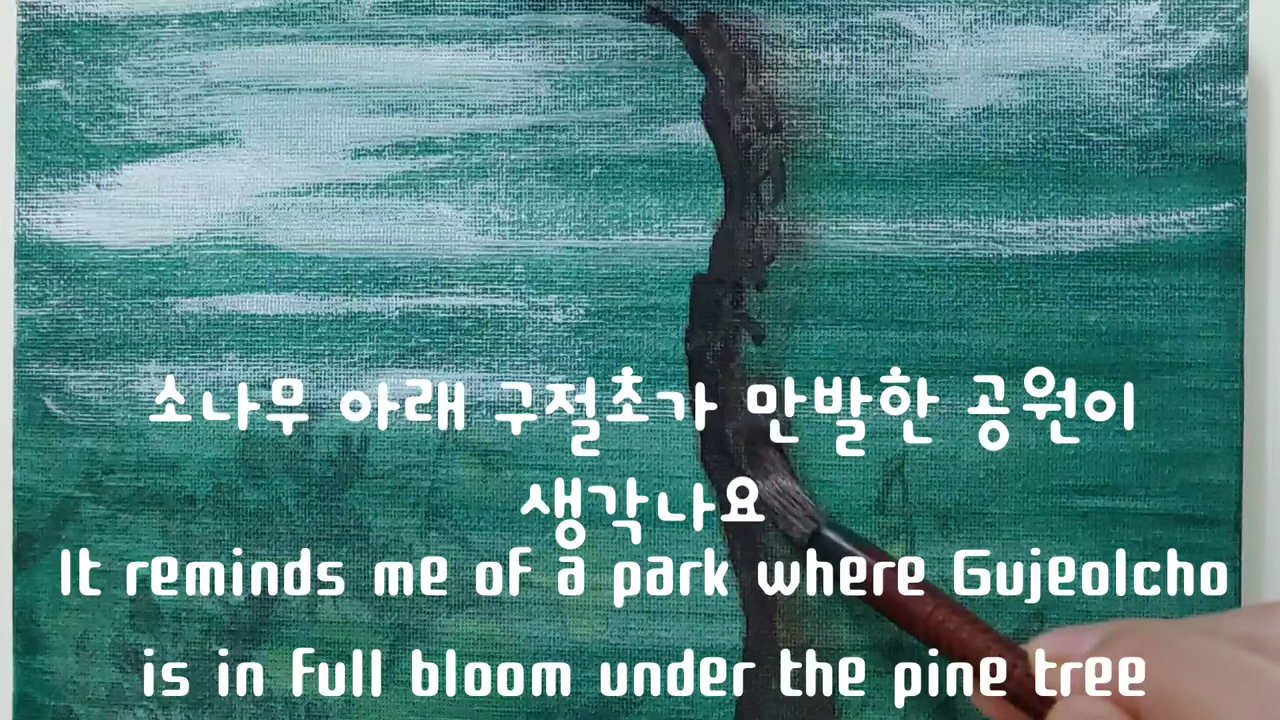 소나무 아래 구절초가 만발한 공원이
생각나요
It reminds me of a park where Gujeolcho
is in full bloom under the pine tree